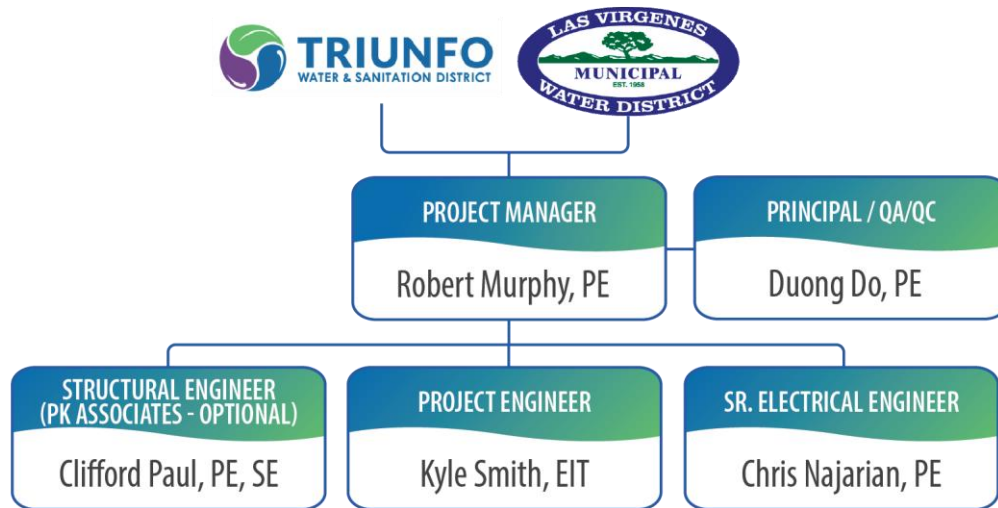 TRIUNFO
WATER & SANITATION DISTRICT
LAS VIRGENES
MUNICIPAL
EST. 1958
WATER DISTRICT
PROJECT MANAGER
Robert Murphy, PE
PRINCIPAL / QA/QC
Duong Do, PE
STRUCTURAL ENGINEER
(PK ASSOCIATES - OPTIONAL)
Clifford Paul, PE, SE
PROJECT ENGINEER
Kyle Smith, EIT
SR. ELECTRICAL ENGINEER
Chris Najarian, PE